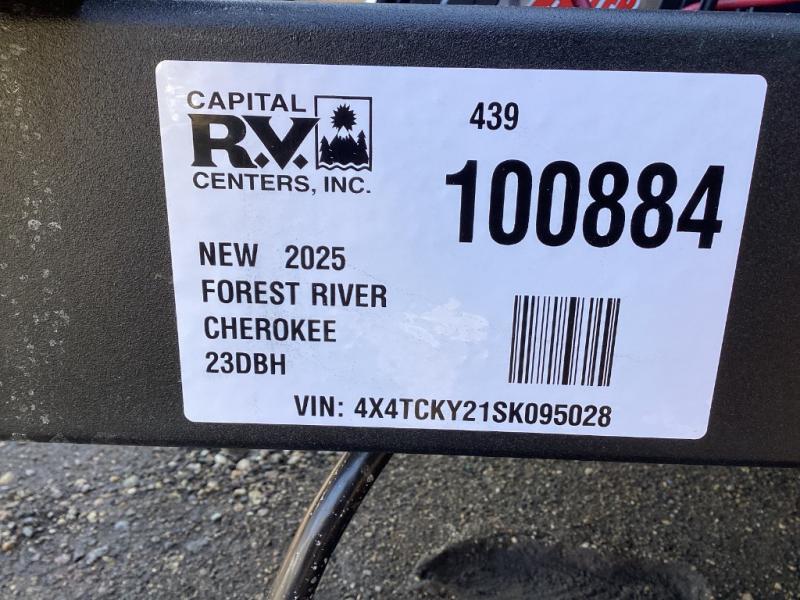 CAPITAL
R.V.
CENTERS, INC.
439
100884
NEW 2025
FOREST RIVER
CHEROKEE
23DBH
VIN: 4X4TCKY21SK095028